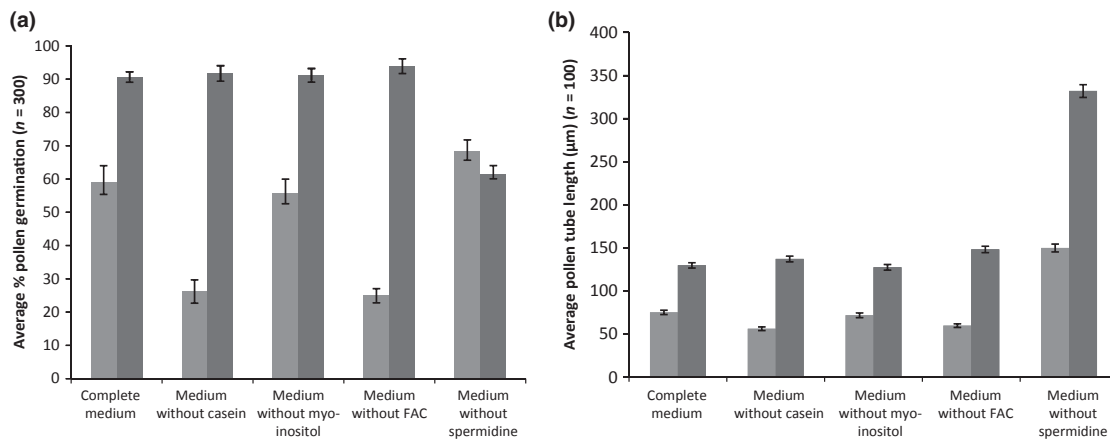 (a)
Average % pollen germination (n = 300)
100
90
80
70
60
50
40
30
20
10
0
Complete
medium
Medium
without casein
Medium
without myo-
inositol
Medium
without FAC
Medium
without
spermidine
(b)
Average pollen tube length (µm) (n = 100)
400
350
300
250
200
150
100
50
0
Complete
medium
Medium
without casein
Medium
without myo-
inositol
Medium
without FAC
Medium
without
spermidine